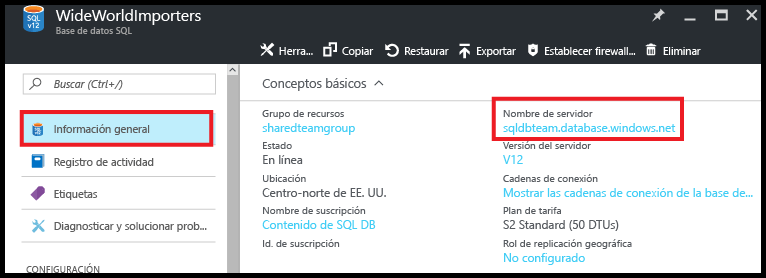 SQL
v12
WideWorldImporters
Base de datos SQL
Herra...
Copiar
Restaurar
Exportar
Establecer firewall...
Eliminar
Buscar (Ctrl+/)
Información general
Registro de actividad
Etiquetas
Diagnosticar y solucionar prob...
CONFIGURACIÓN
Conceptos básicos
Grupo de recursos
sharedteamgroup
Estado
En línea
Ubicación
Centro-norte de EE. UU.
Nombre de suscripción
Contenido de SQL DB
Id. de suscripción
Nombre de servidor
sqldbteam.database.windows.net
Versión del servidor
V12
Cadenas de conexión
Mostrar las cadenas de conexión de la base de...
Plan de tarifa
S2 Standard (50 DTUs)
Rol de replicación geográfica
No configurado